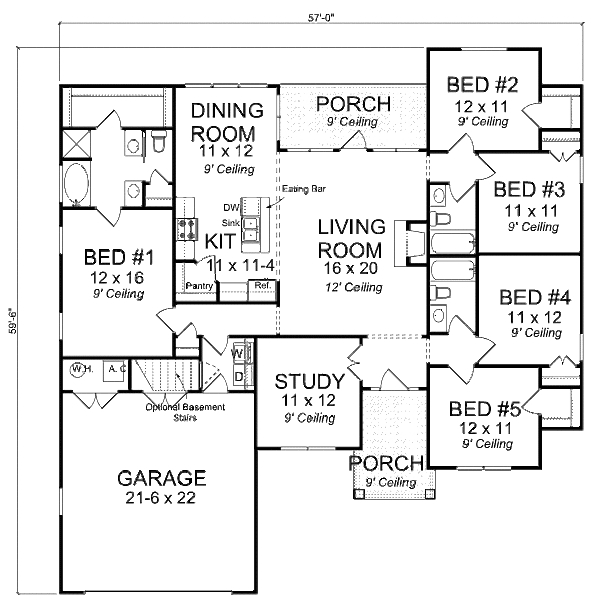 57'-0"
59'-6"
BED #2
12 x 11
9' Ceiling
PORCH
9' Ceiling
DINING
ROOM
11 x 12
9' Ceiling
BED #3
11 x 11
9' Ceiling
Eating Bar
DW
Sink
KIT
11 x 11-4
LIVING
ROOM
16 x 20
12' Ceiling
BED #1
12 x 16
9' Ceiling
Pantry
Ref.
BED #4
11 x 12
9' Ceiling
W
D
W.H.
A.C
Optional Basement
Stairs
STUDY
11 x 12
9' Ceiling
BED #5
12 x 11
9' Ceiling
PORCH
9' Ceiling
GARAGE
21-6 x 22